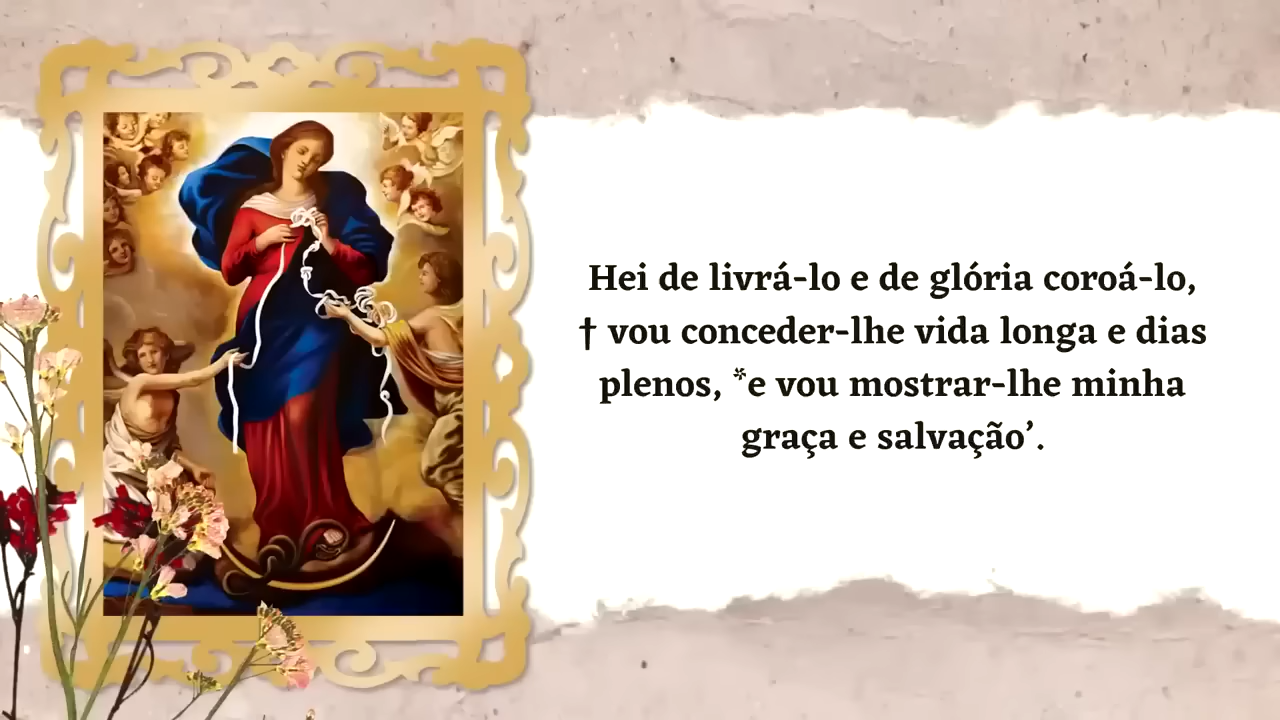 Hei de livrá-lo e de glória coroá-lo,
† vou conceder-lhe vida longa e dias
plenos, *e vou mostrar-lhe minha
graça e salvação’.